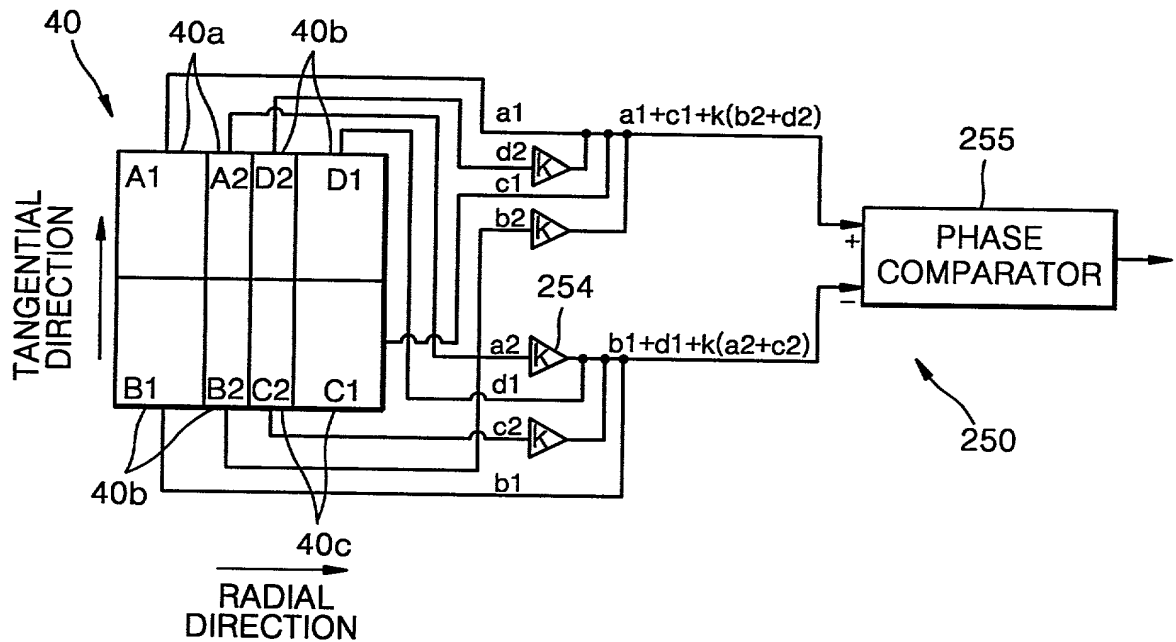 40
40a
40b
a1
a1+c1+k(b2+d2)
255
d2
K
c1
A1
A2
D2
D1
b2
K
+
PHASE
COMPARATOR
TANGENTIAL
DIRECTION
254
−
a2
K
b1+d1+k(a2+c2)
d1
B1
B2
C2
C1
c2
K
250
40b
b1
40c
RADIAL
DIRECTION